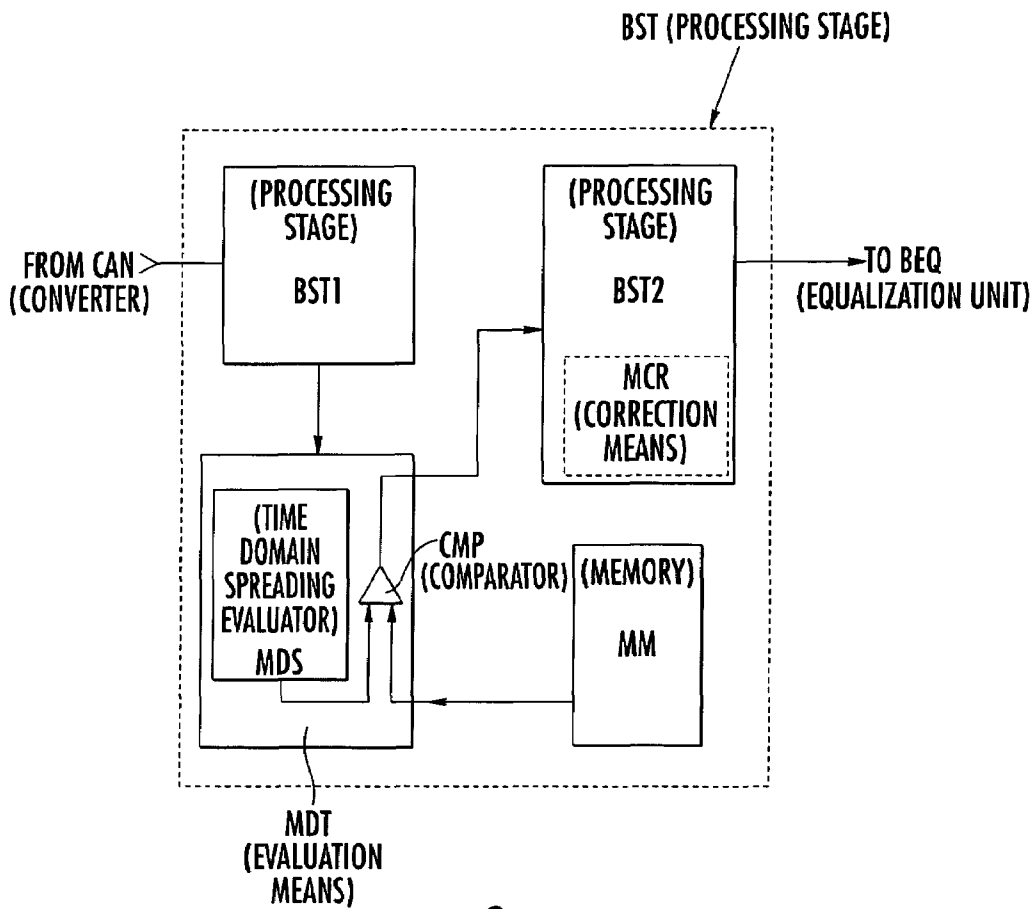 BST (PROCESSING STAGE)
(PROCESSING
STAGE)
BST1
(PROCESSING
STAGE)
BST2
FROM CAN
(CONVERTER)
TO BEQ
(EQUALIZATION UNIT)
MCR
(CORRECTION
MEANS)
(TIME
DOMAIN
SPREADING
EVALUATOR)
MDS
CMP
(COMPARATOR)
(MEMORY)
MM
MDT
(EVALUATION
MEANS)